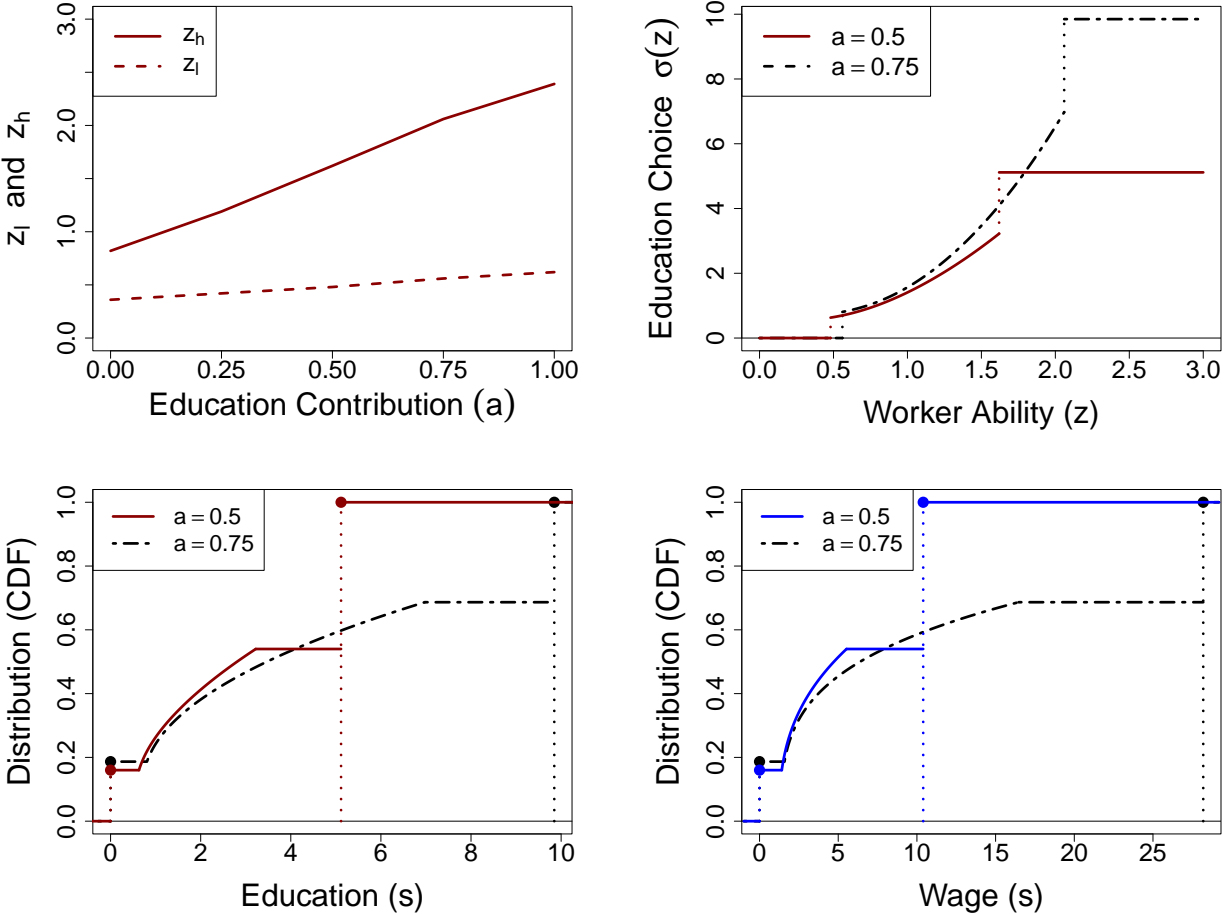 z_l and z_h
3.0
2.0
1.0
0.0
z_h
z_l
0.00 0.25 0.50 0.75 1.00
Education Contribution (a)
Education Choice σ(z)
10
8
6
4
2
0
a = 0.5
a = 0.75
0.0 0.5 1.0 1.5 2.0 2.5 3.0
Worker Ability (z)
Distribution (CDF)
1.0
0.8
0.6
0.4
0.2
0.0
a = 0.5
a = 0.75
0 2 4 6 8 10
Education (s)
Distribution (CDF)
1.0
0.8
0.6
0.4
0.2
0.0
a = 0.5
a = 0.75
0 5 10 15 20 25
Wage (s)